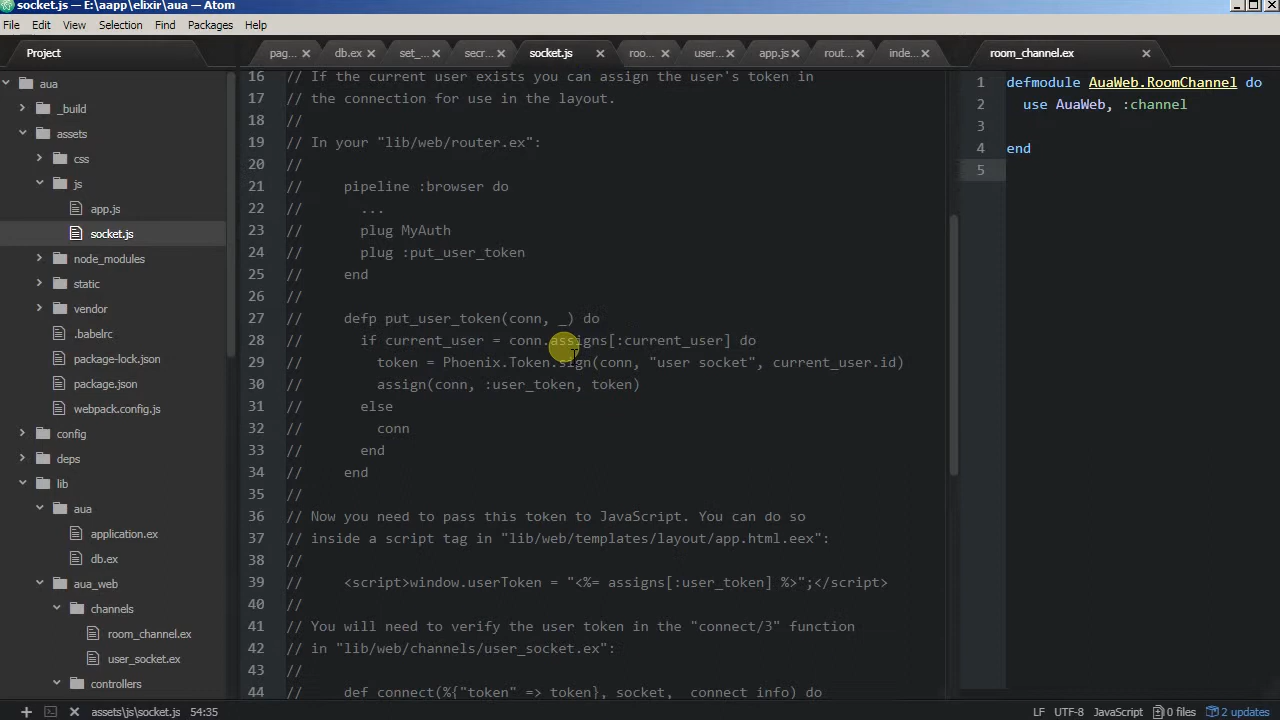 socket.js — E:\aapp\elixir\aua — Atom
File Edit View Selection Find Packages Help
Project
pag... × db.ex × set_... × secr... × socket.js × roo... × user... × app.js × rout... × inde... × room_channel.ex ×
aua
_build
assets
css
js
app.js
socket.js
node_modules
static
vendor
.babelrc
package-lock.json
package.json
webpack.config.js
config
deps
lib
aua
application.ex
db.ex
aua_web
channels
room_channel.ex
user_socket.ex
controllers
16 // If the current user exists you can assign the user's token in
17 // the connection for use in the layout.
18 //
19 // In your "lib/web/router.ex":
20 //
21 // pipeline :browser do
22 // ...
23 // plug MyAuth
24 // plug :put_user_token
25 // end
26 //
27 // defp put_user_token(conn, _) do
28 // if current_user = conn.assigns[:current_user] do
29 // token = Phoenix.Token.sign(conn, "user socket", current_user.id)
30 // assign(conn, :user_token, token)
31 // else
32 // conn
33 // end
34 // end
35 //
36 // Now you need to pass this token to JavaScript. You can do so
37 // inside a script tag in "lib/web/templates/layout/app.html.eex":
38 //
39 // <script>window.userToken = "<%= assigns[:user_token] %>";</script>
40 //
41 // You will need to verify the user token in the "connect/3" function
42 // in "lib/web/channels/user_socket.ex":
43 //
44 // def connect(%{"token" => token}, socket, _connect_info) do
1 defmodule AuaWeb.RoomChannel do
2 use AuaWeb, :channel
3
4 end
5
assets\js\socket.js 54:35
LF UTF-8 JavaScript 0 files 2 updates